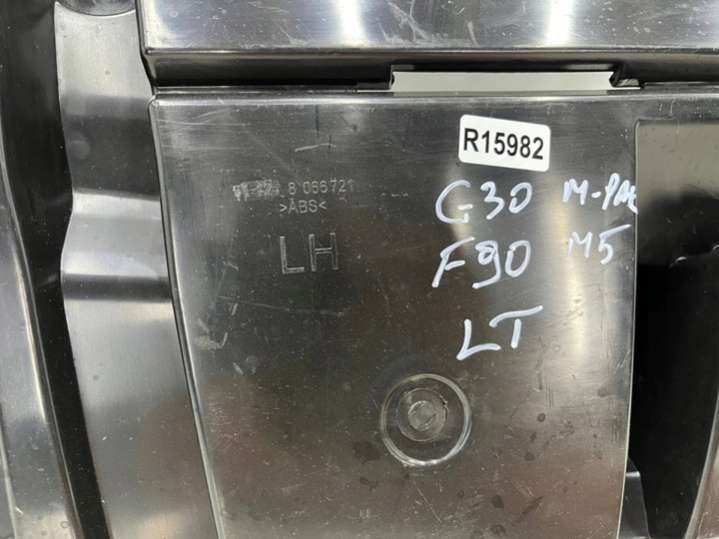 R15982
8 066721
>ABS<
LH
G30 M-PAK
F90 M5
LT